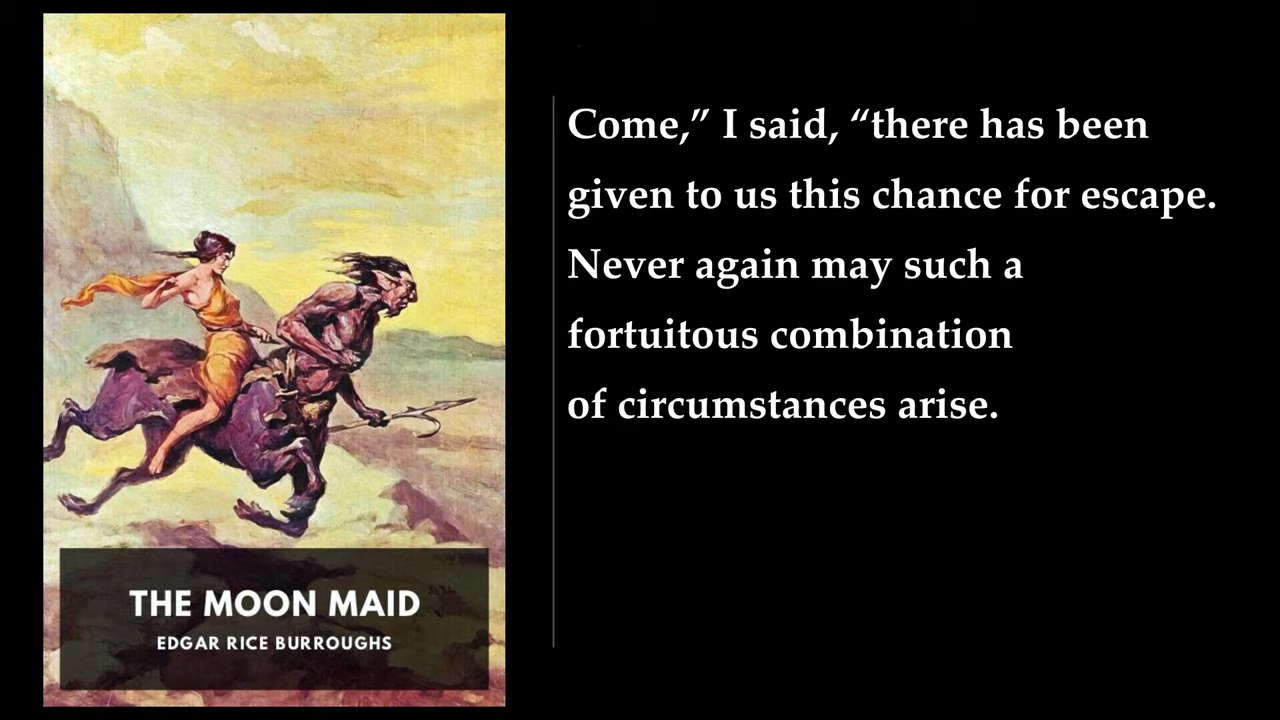 THE MOON MAID
EDGAR RICE BURROUGHS
Come,” I said, “there has been
given to us this chance for escape.
Never again may such a
fortuitous combination
of circumstances arise.